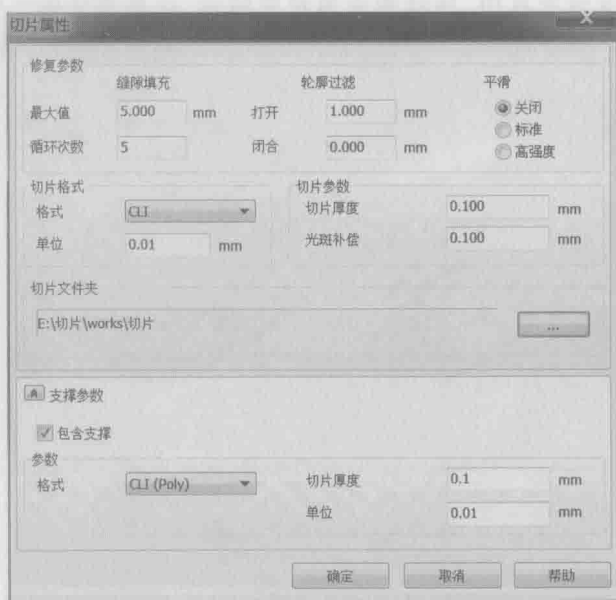 切片属性
修复参数
缝隙填充 轮廓过滤 平滑
最大值 5.000 mm 打开 1.000 mm 关闭
标准
循环次数 5 闭合 0.000 mm 高强度
切片格式 切片参数
格式 CLI 切片厚度 0.100 mm
单位 0.01 mm 光斑补偿 0.100 mm
切片文件夹
E:\切片\works\切片 ...
支撑参数
包含支撑
参数
格式 CLI (Poly) 切片厚度 0.1 mm
单位 0.01 mm
确定 取消 帮助